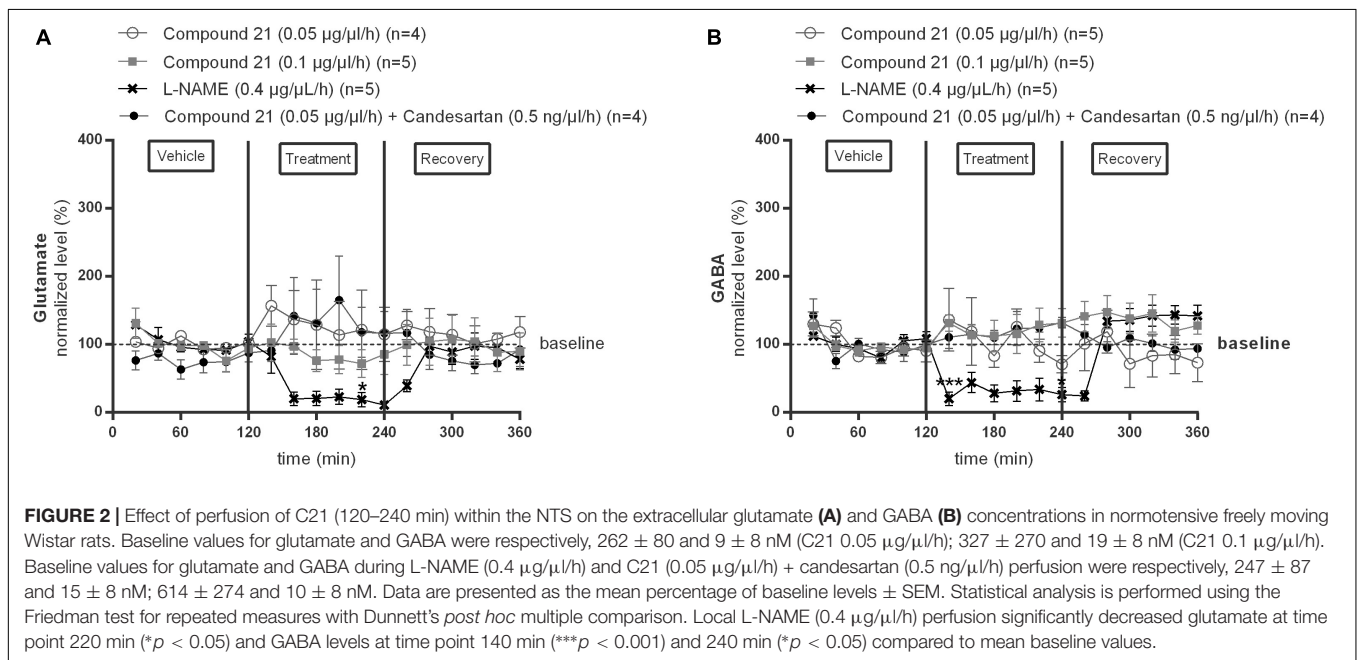 A
Compound 21 (0.05 µg/µl/h) (n=4)
Compound 21 (0.1 µg/µl/h) (n=5)
L-NAME (0.4 µg/µL/h) (n=5)
Compound 21 (0.05 µg/µl/h) + Candesartan (0.5 ng/µl/h) (n=4)
400
300
200
100
0
Glutamate
normalized level (%)
Vehicle
Treatment
Recovery
*
baseline
0 60 120 180 240 300 360
time (min)
B
Compound 21 (0.05 µg/µl/h) (n=5)
Compound 21 (0.1 µg/µl/h) (n=5)
L-NAME (0.4 µg/µL/h) (n=5)
Compound 21 (0.05 µg/µl/h) + Candesartan (0.5 ng/µl/h) (n=4)
400
300
200
100
0
GABA
normalized level (%)
Vehicle
Treatment
Recovery
***
*
baseline
0 60 120 180 240 300 360
time (min)
FIGURE 2 | Effect of perfusion of C21 (120–240 min) within the NTS on the extracellular glutamate (A) and GABA (B) concentrations in normotensive freely moving
Wistar rats. Baseline values for glutamate and GABA were respectively, 262 ± 80 and 9 ± 8 nM (C21 0.05 µg/µl/h); 327 ± 270 and 19 ± 8 nM (C21 0.1 µg/µl/h).
Baseline values for glutamate and GABA during L-NAME (0.4 µg/µl/h) and C21 (0.05 µg/µl/h) + candesartan (0.5 ng/µl/h) perfusion were respectively, 247 ± 87
and 15 ± 8 nM; 614 ± 274 and 10 ± 8 nM. Data are presented as the mean percentage of baseline levels ± SEM. Statistical analysis is performed using the
Friedman test for repeated measures with Dunnett's post hoc multiple comparison. Local L-NAME (0.4 µg/µl/h) perfusion significantly decreased glutamate at time
point 220 min (*p < 0.05) and GABA levels at time point 140 min (***p < 0.001) and 240 min (*p < 0.05) compared to mean baseline values.